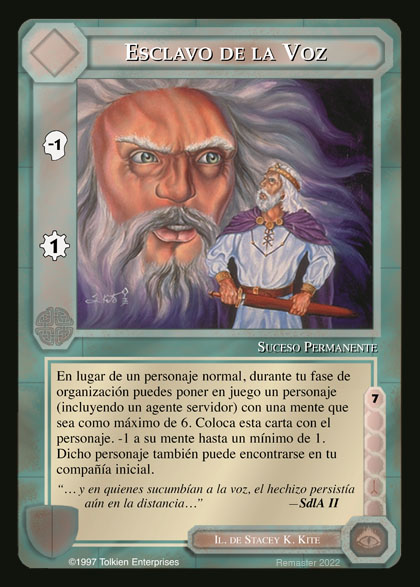 Esclavo de la Voz
-1
1
Suceso Permanente
En lugar de un personaje normal, durante tu fase de
organización puedes poner en juego un personaje
(incluyendo un agente servidor) con una mente que
sea como máximo de 6. Coloca esta carta con el
personaje. -1 a su mente hasta un mínimo de 1.
Dicho personaje también puede encontrarse en tu
compañía inicial.
7
“… y en quienes sucumbían a la voz, el hechizo persistía
aún en la distancia…” —SdlA II
Il. de Stacey K. Kite
©1997 Tolkien Enterprises
Remaster 2022